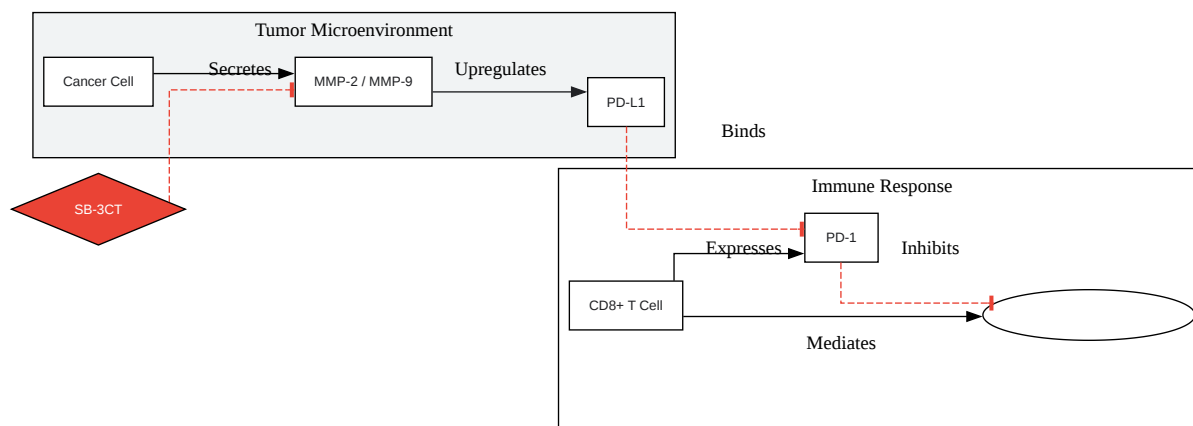 Tumor Microenvironment
Cancer Cell
Secretes
MMP-2 / MMP-9
Upregulates
PD-L1
Binds
SB-3CT
Immune Response
PD-1
Expresses
Inhibits
CD8+ T Cell
Mediates